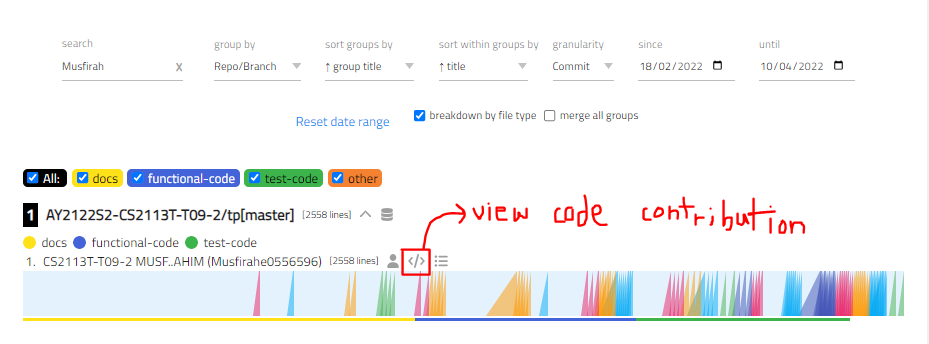 search
group by
sort groups by
sort within groups by
granularity
since
until
Musfirah x
Repo/Branch
↑ group title
↑ title
Commit
18/02/2022
10/04/2022
Reset date range
breakdown by file type
merge all groups
All: docs functional-code test-code other
1 AY2122S2-CS2113T-T09-2/tp[master] [2558 lines]
view code contribution
docs functional-code test-code
1. CS2113T-T09-2 MUSF..AHIM (Musfirahe0556596) [2558 lines] </>